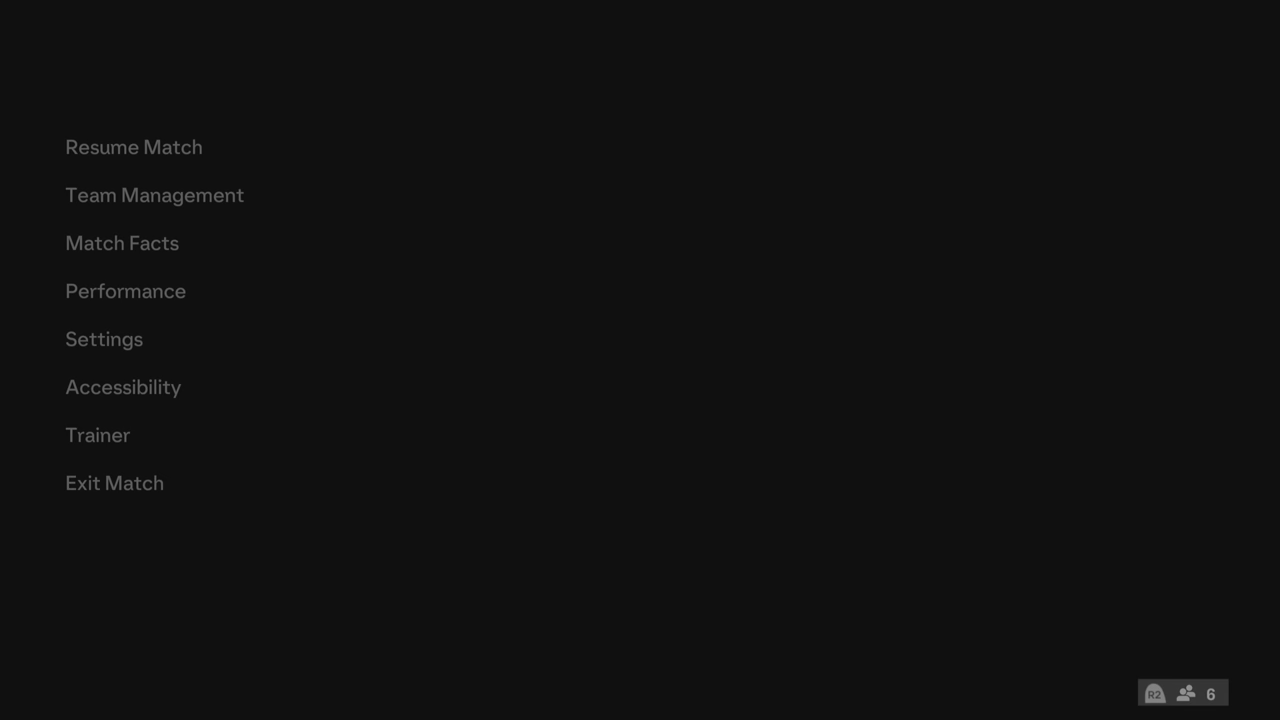 Resume Match
Team Management
Match Facts
Performance
Settings
Accessibility
Trainer
Exit Match
R2 6